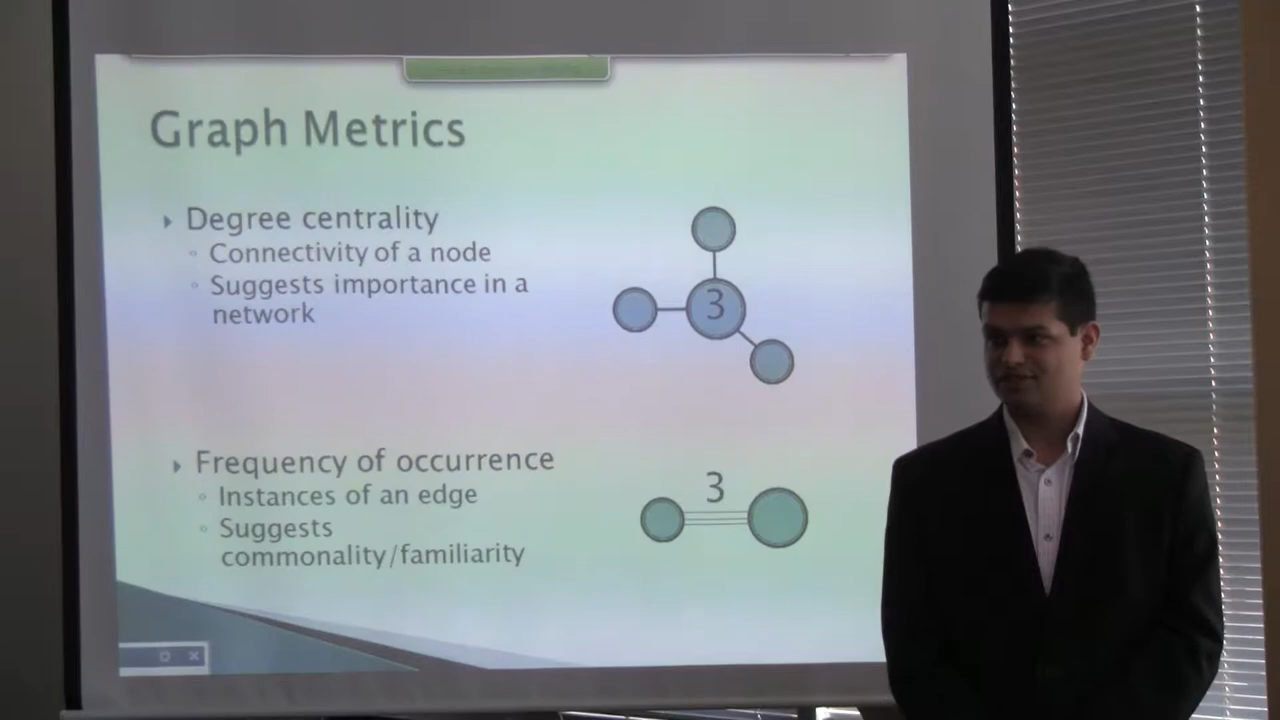 Graph Metrics
Degree centrality
Connectivity of a node
Suggests importance in a
network
3
Frequency of occurrence
Instances of an edge
Suggests
commonality/familiarity
3